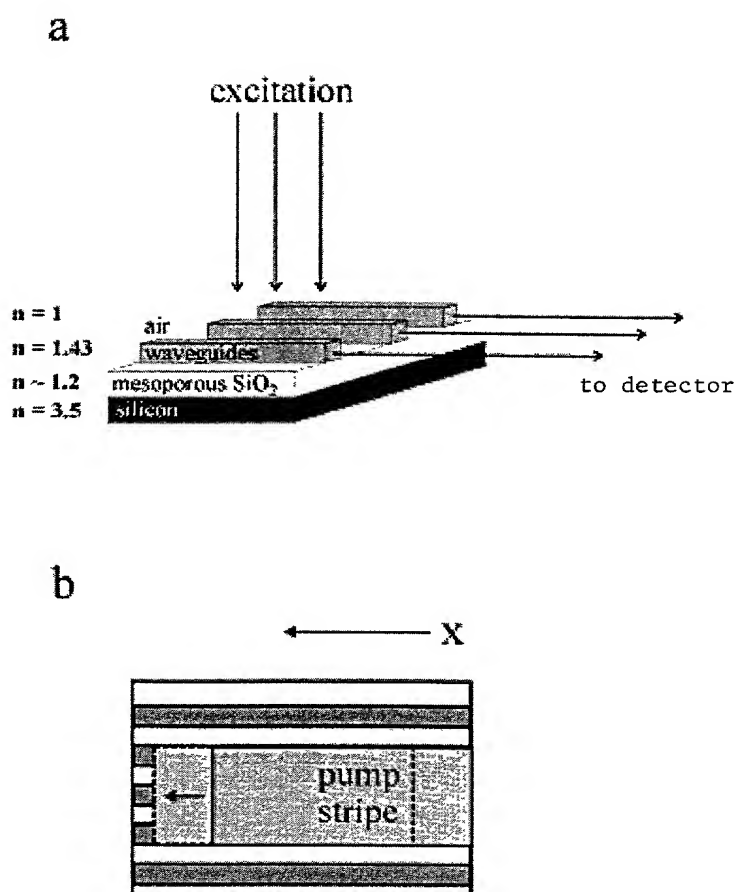 a
excitation
n = 1
air
n = 1.43
waveguides
n ~ 1.2
mesoporous SiO₂
n = 3.5
silicon
to detector
b
x
pump
stripe